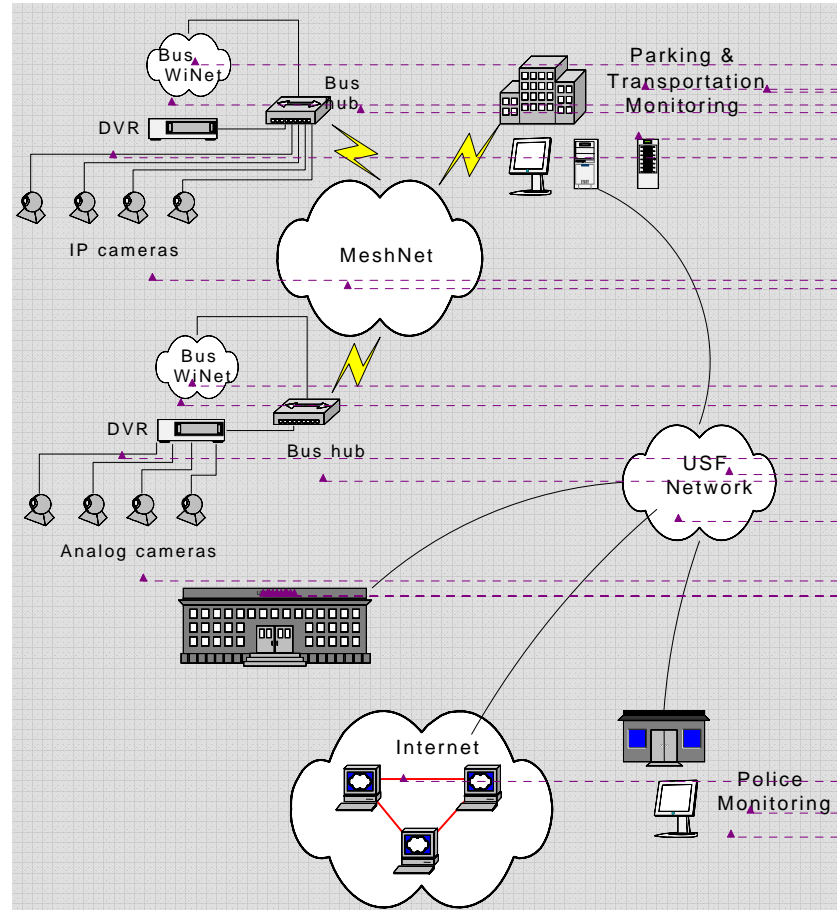 Bus
WiNet
Bus
hub
Parking &
Transportation
Monitoring
DVR
IP cameras
MeshNet
Bus
WiNet
DVR
Bus hub
USF
Network
Analog cameras
Internet
Police
Monitoring